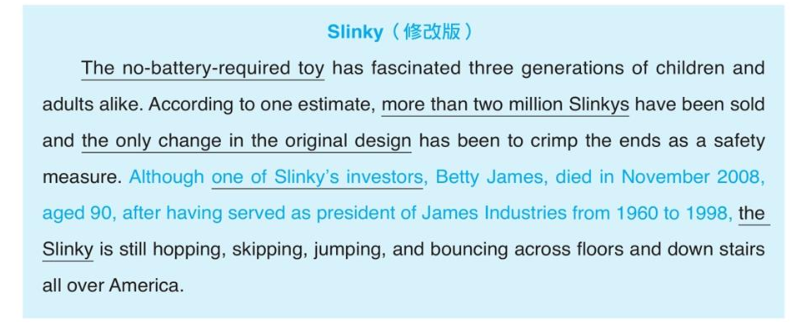 Slinky（修改版）
The no-battery-required toy has fascinated three generations of children and
adults alike. According to one estimate, more than two million Slinkys have been sold
and the only change in the original design has been to crimp the ends as a safety
measure. Although one of Slinky’s investors, Betty James, died in November 2008,
aged 90, after having served as president of James Industries from 1960 to 1998, the
Slinky is still hopping, skipping, jumping, and bouncing across floors and down stairs
all over America.